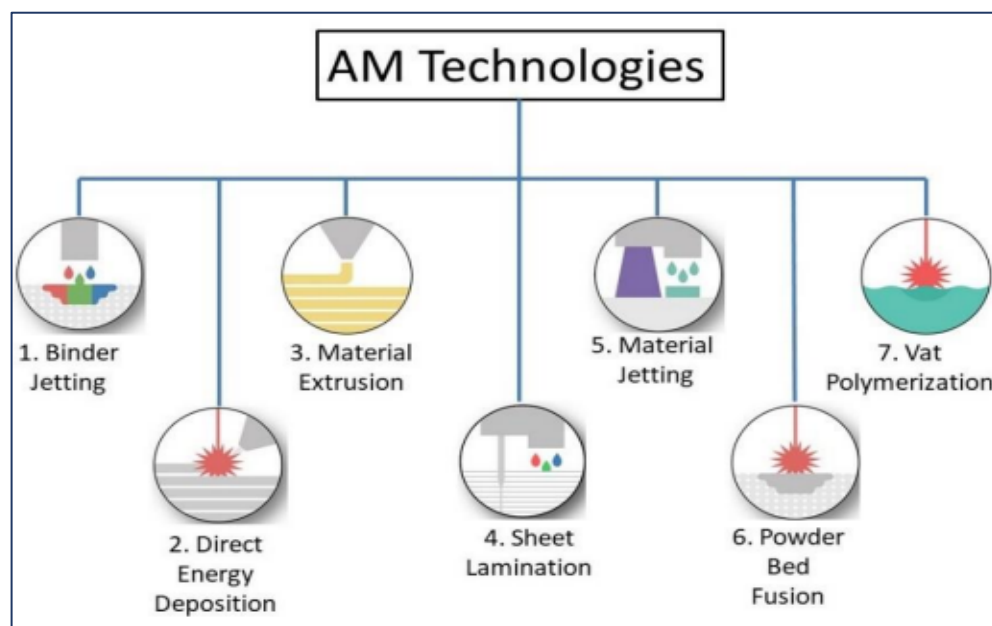 AM Technologies
1. Binder
Jetting
2. Direct
Energy
Deposition
3. Material
Extrusion
4. Sheet
Lamination
5. Material
Jetting
6. Powder
Bed
Fusion
7. Vat
Polymerization